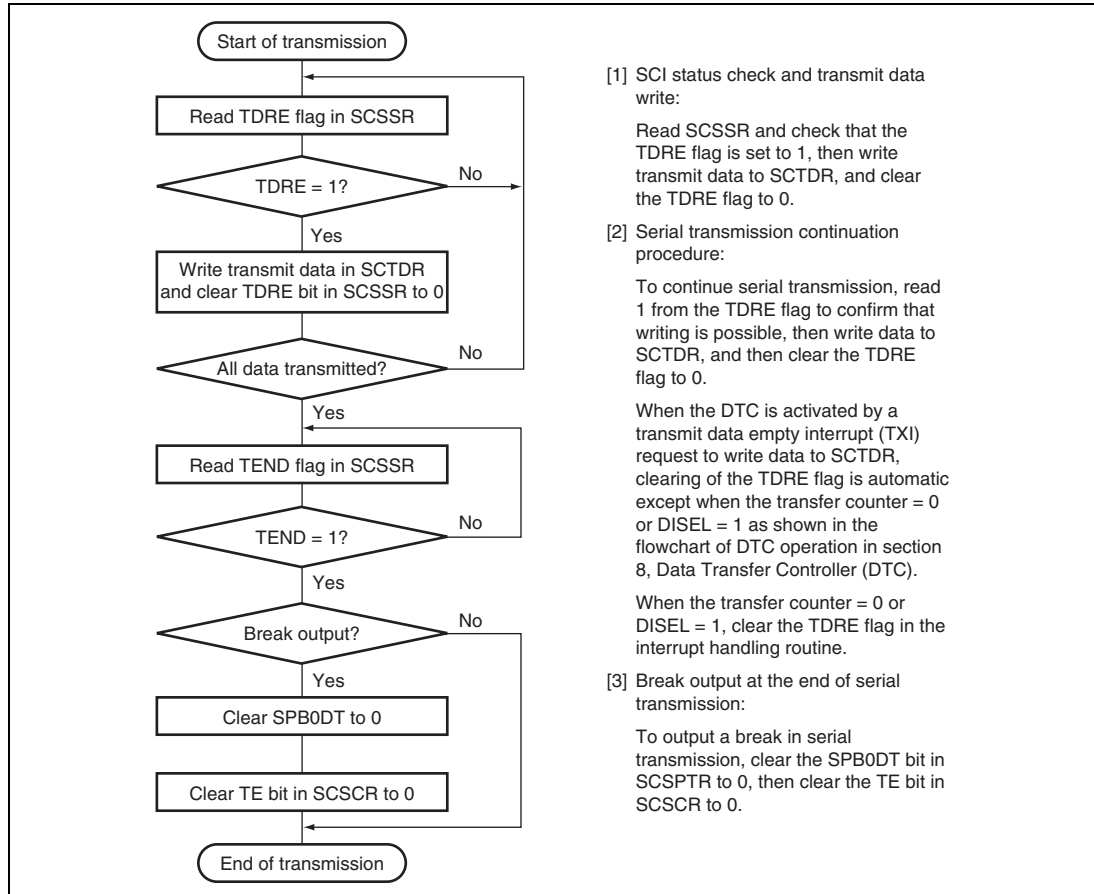 Start of transmission
Read TDRE flag in SCSSR
TDRE = 1?
No
Yes
Write transmit data in SCTDR
and clear TDRE bit in SCSSR to 0
All data transmitted?
No
Yes
Read TEND flag in SCSSR
TEND = 1?
No
Yes
Break output?
No
Yes
Clear SPB0DT to 0
Clear TE bit in SCSCR to 0
End of transmission
[1] SCI status check and transmit data
write:
Read SCSSR and check that the
TDRE flag is set to 1, then write
transmit data to SCTDR, and clear
the TDRE flag to 0.
[2] Serial transmission continuation
procedure:
To continue serial transmission, read
1 from the TDRE flag to confirm that
writing is possible, then write data to
SCTDR, and then clear the TDRE
flag to 0.
When the DTC is activated by a
transmit data empty interrupt (TXI)
request to write data to SCTDR,
clearing of the TDRE flag is automatic
except when the transfer counter = 0
or DISEL = 1 as shown in the
flowchart of DTC operation in section
8, Data Transfer Controller (DTC).
When the transfer counter = 0 or
DISEL = 1, clear the TDRE flag in the
interrupt handling routine.
[3] Break output at the end of serial
transmission:
To output a break in serial
transmission, clear the SPB0DT bit in
SCSPTR to 0, then clear the TE bit in
SCSCR to 0.